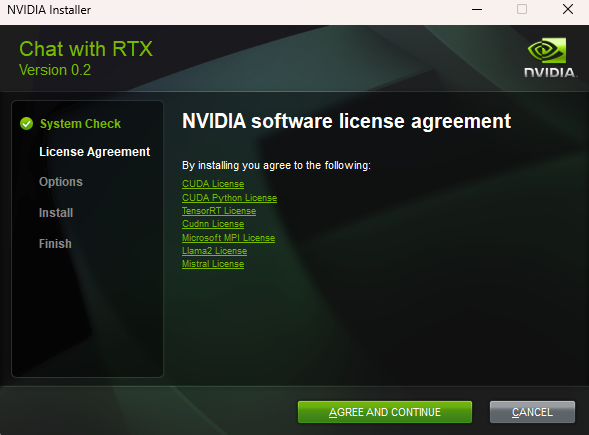 NVIDIA Installer
Chat with RTX
Version 0.2
NVIDIA.
System Check
License Agreement
Options
Install
Finish
NVIDIA software license agreement
By installing you agree to the following:
CUDA License
CUDA Python License
TensorRT License
Cudnn License
Microsoft MPI License
Llama2 License
Mistral License
AGREE AND CONTINUE
CANCEL